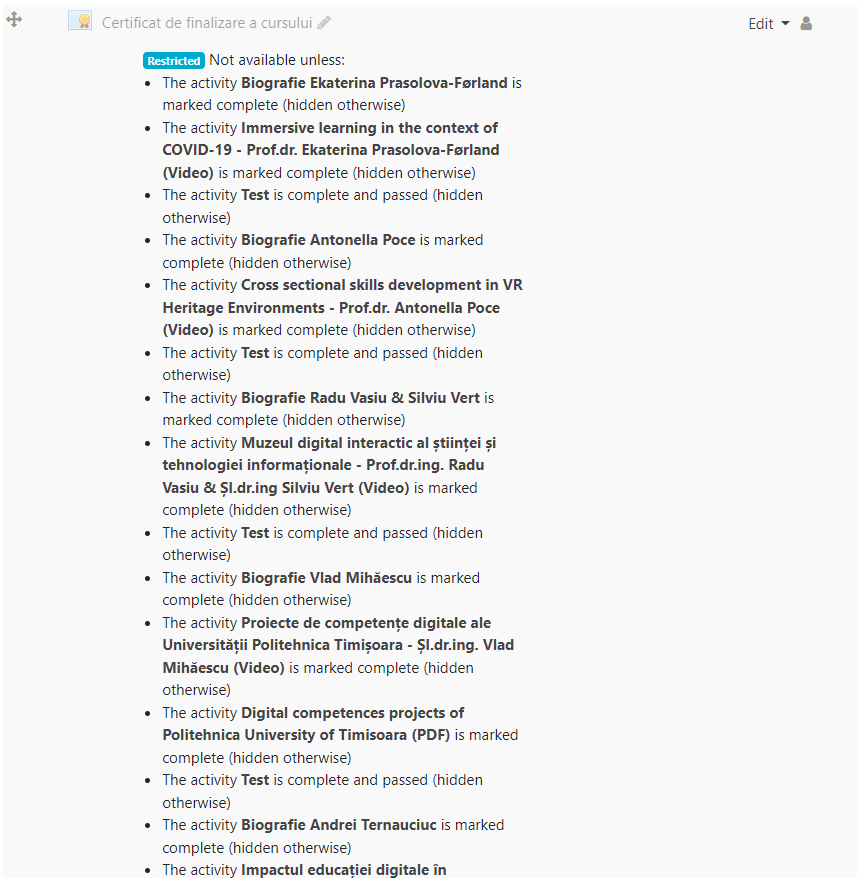 Certificat de finalizare a cursului
Edit
Restricted Not available unless:
The activity Biografie Ekaterina Prasolova-Førland is
marked complete (hidden otherwise)
The activity Immersive learning in the context of
COVID-19 - Prof.dr. Ekaterina Prasolova-Førland
(Video) is marked complete (hidden otherwise)
The activity Test is complete and passed (hidden
otherwise)
The activity Biografie Antonella Poce is marked
complete (hidden otherwise)
The activity Cross sectional skills development in VR
Heritage Environments - Prof.dr. Antonella Poce
(Video) is marked complete (hidden otherwise)
The activity Test is complete and passed (hidden
otherwise)
The activity Biografie Radu Vasiu & Silviu Vert is
marked complete (hidden otherwise)
The activity Muzeul digital interactic al științei și
tehnologiei informaționale - Prof.dr.ing. Radu
Vasiu & Șl.dr.ing Silviu Vert (Video) is marked
complete (hidden otherwise)
The activity Test is complete and passed (hidden
otherwise)
The activity Biografie Vlad Mihăescu is marked
complete (hidden otherwise)
The activity Proiecte de competențe digitale ale
Universității Politehnica Timișoara - Șl.dr.ing. Vlad
Mihăescu (Video) is marked complete (hidden
otherwise)
The activity Digital competences projects of
Politehnica University of Timisoara (PDF) is marked
complete (hidden otherwise)
The activity Test is complete and passed (hidden
otherwise)
The activity Biografie Andrei Ternauciuc is marked
complete (hidden otherwise)
The activity Impactul educației digitale în